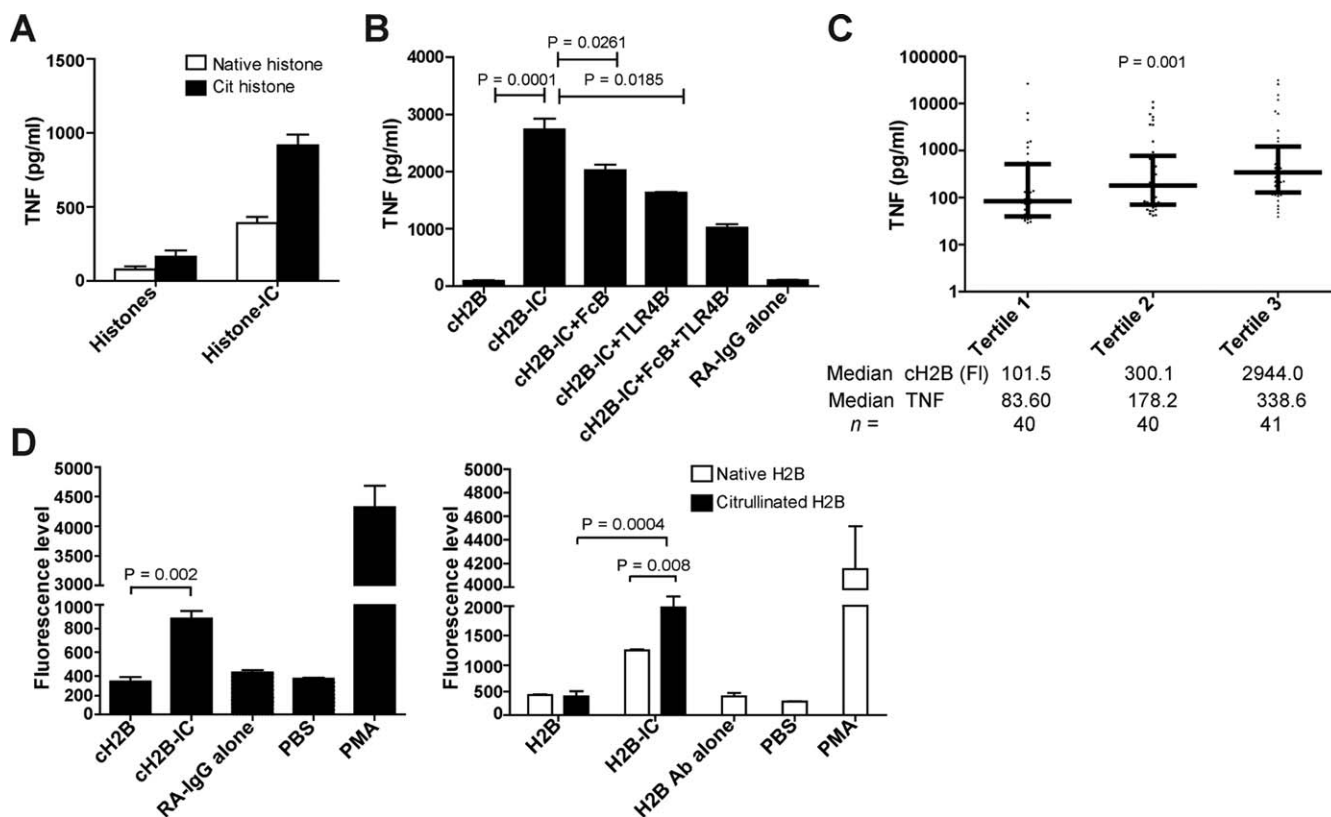 A
TNF (pg/ml)
1500
1000
500
0
Native histone
Cit histone
Histones
Histone-IC
B
TNF (pg/ml)
4000
3000
2000
1000
0
P = 0.0261
P = 0.0001
P = 0.0185
cH2B
cH2B-IC
cH2B-IC+FcB
cH2B-IC+TLR4B
cH2B-IC+FcB+TLR4B
RA-IgG alone
C
P = 0.001
TNF (pg/ml)
100000
10000
1000
100
10
1
Tertile 1
Tertile 2
Tertile 3
Median cH2B (FI) 101.5 300.1 2944.0
Median TNF 83.60 178.2 338.6
n = 40 40 41
D
Fluorescence level
5000
4500
4000
3500
3000
1000
800
600
400
200
0
P = 0.002
cH2B
cH2B-IC
RA-IgG alone
PBS
PMA
Fluorescence level
5000
4800
4600
4400
4200
4000
2000
1500
1000
500
0
Native H2B
Citrullinated H2B
P = 0.0004
P = 0.008
H2B
H2B-IC
H2B Ab alone
PBS
PMA